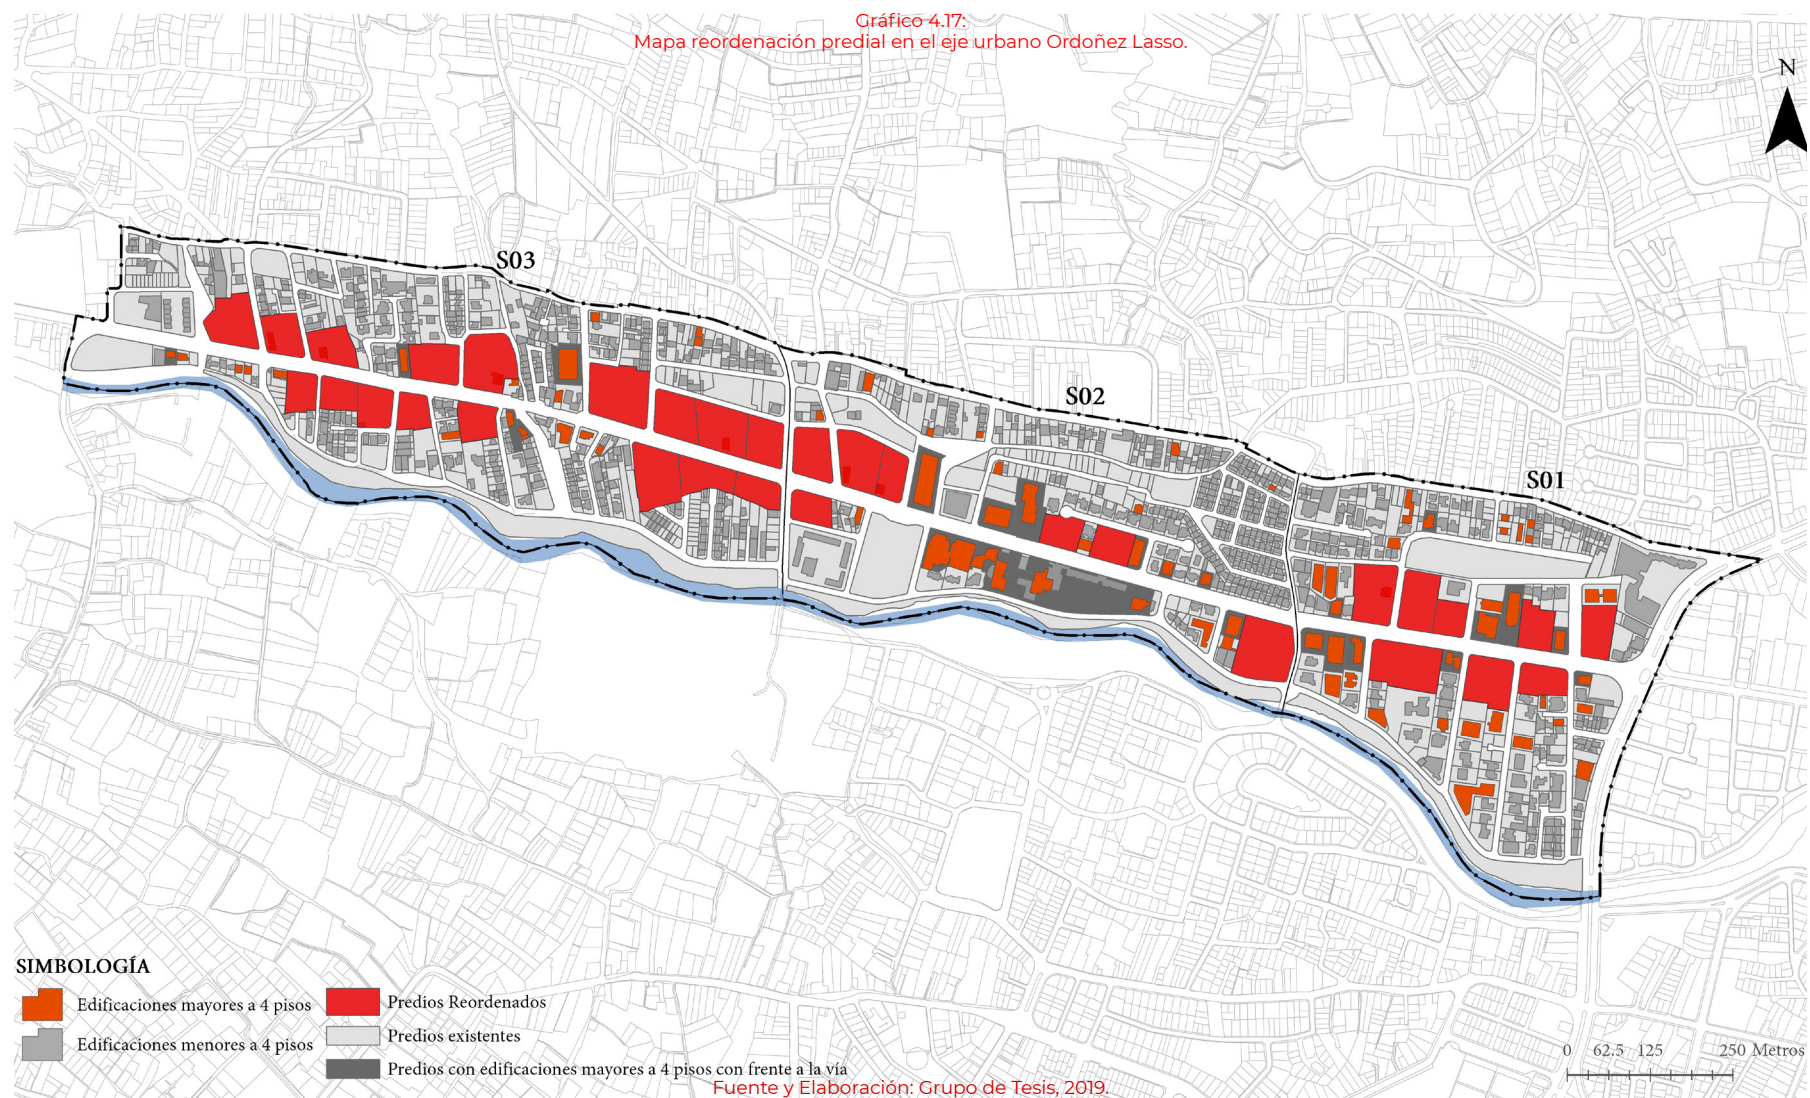 Gráfico 4.17:
Mapa reordenación predial en el eje urbano Ordoñez Lasso.
N
S03
S02
S01
SIMBOLOGÍA
Edificaciones mayores a 4 pisos
Edificaciones menores a 4 pisos
Predios Reordenados
Predios existentes
Predios con edificaciones mayores a 4 pisos con frente a la vía
0 62.5 125 250 Metros
Fuente y Elaboración: Grupo de Tesis, 2019.